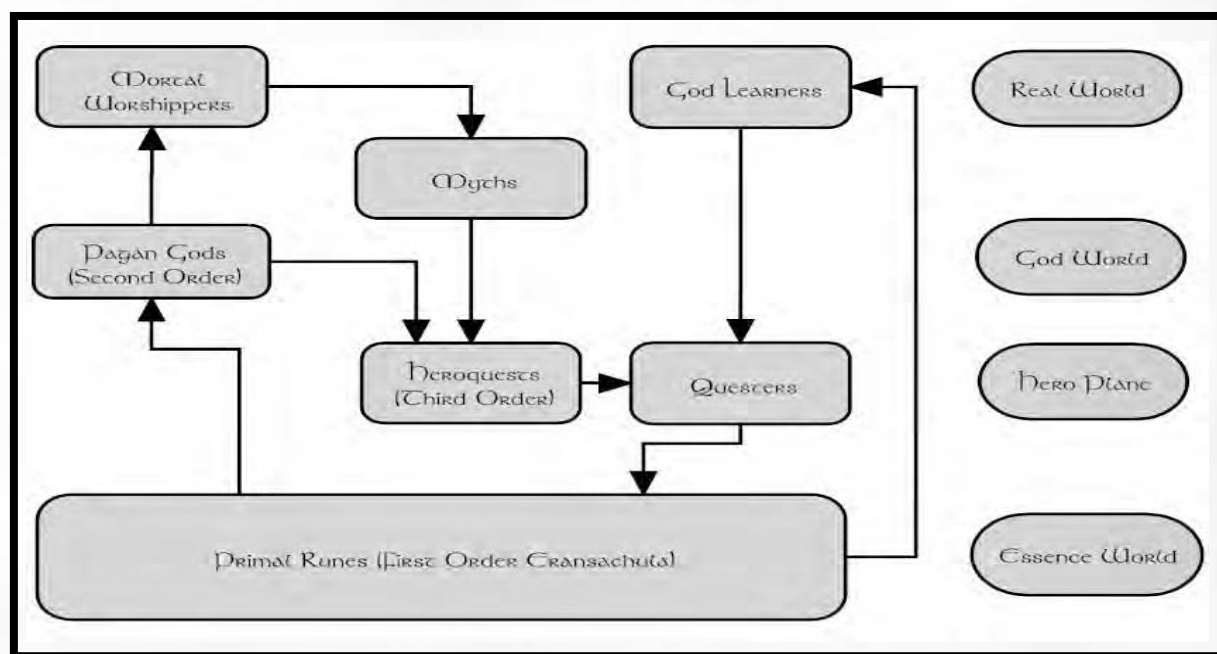 Mortal
Worshippers
God Learners
Real World
Myths
Pagan Gods
(Second Order)
God World
Heroquests
(Third Order)
Questers
Hero Plane
Primal Runes (First Order Eransachula)
Essence World